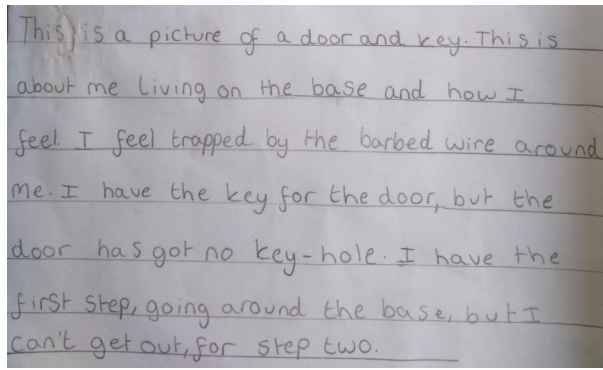 This is a picture of a door and key. This is
about me living on the base and how I
feel. I feel trapped by the barbed wire around
me. I have the key for the door, but the
door has got no key-hole. I have the
first step, going around the base, but I
can't get out, for step two.